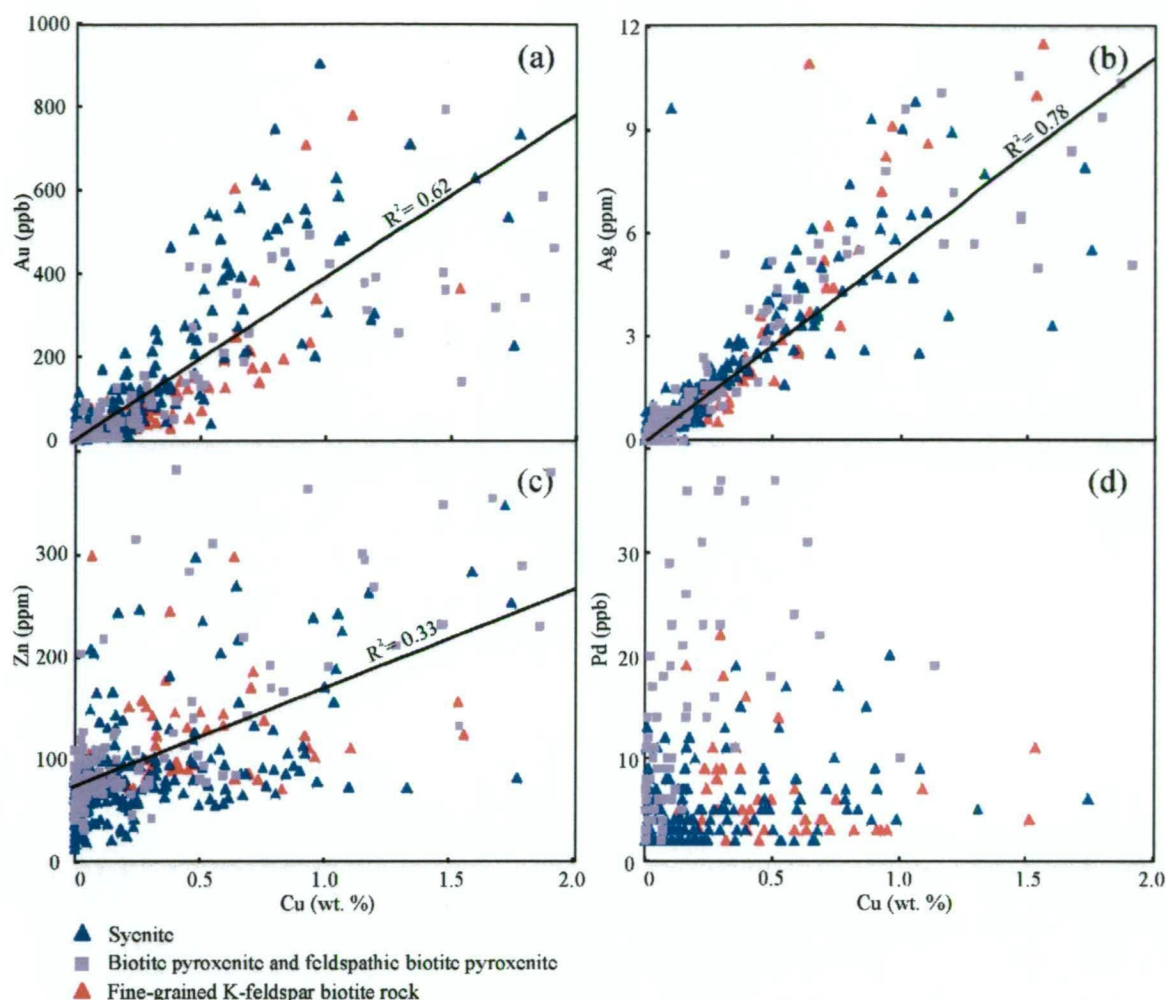 1000
(a)
800
600
R² = 0.62
400
200
0
Au (ppb)
12
(b)
9
R² = 0.78
6
3
0
Ag (ppm)
(c)
300
200
R² = 0.33
100
0
Zn (ppm)
0 0.5 1.0 1.5 2.0
Cu (wt. %)
(d)
30
20
10
0
Pd (ppb)
0 0.5 1.0 1.5 2.0
Cu (wt. %)
Syenite
Biotite pyroxenite and feldspathic biotite pyroxenite
Fine-grained K-feldspar biotite rock